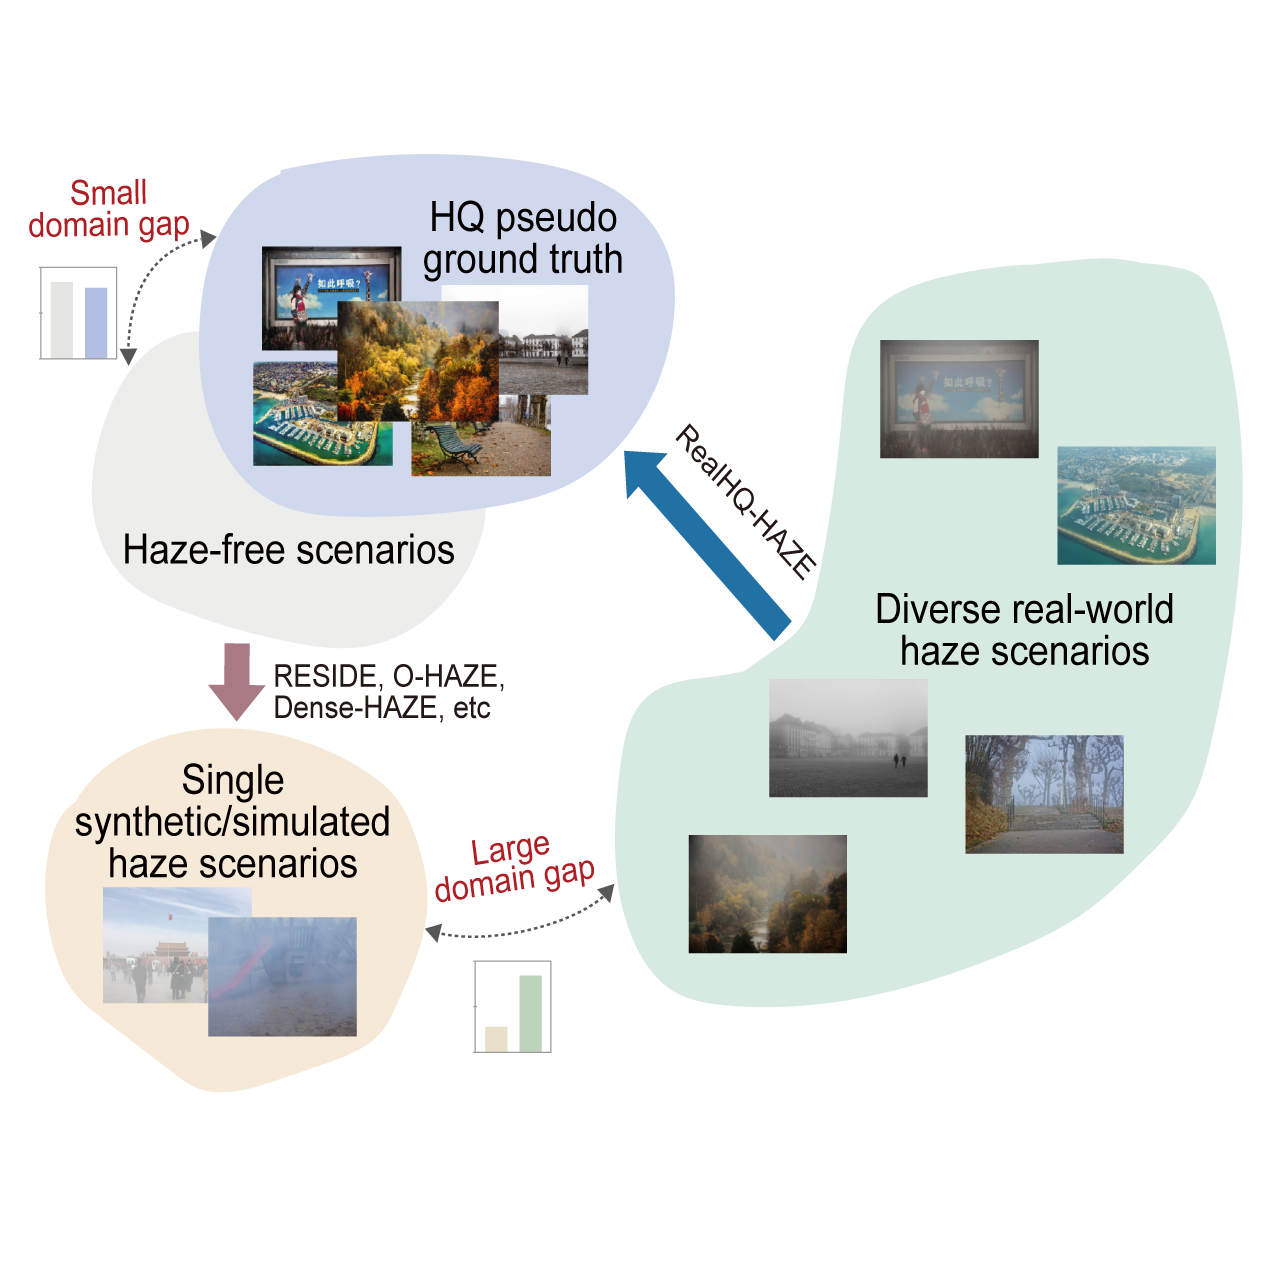 Small
domain gap
HQ pseudo
ground truth
如此呼吸?
Haze-free scenarios
RealHQ-HAZE
如此呼吸?
Diverse real-world
haze scenarios
RESIDE, O-HAZE,
Dense-HAZE, etc
Single
synthetic/simulated
haze scenarios
Large
domain gap